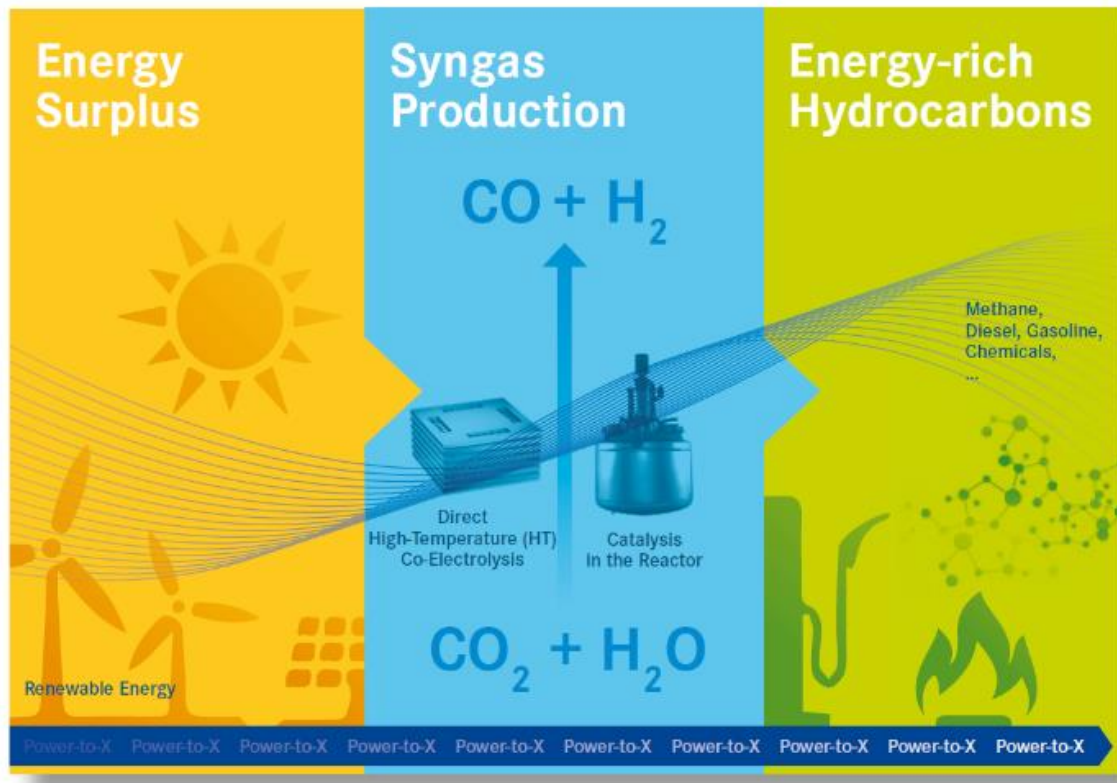 Energy
Surplus
Renewable Energy
Syngas
Production
CO + H₂
Direct
High-Temperature (HT)
Co-Electrolysis
Catalysis
in the Reactor
CO₂ + H₂O
Energy-rich
Hydrocarbons
Methane,
Diesel, Gasoline,
Chemicals,
...
Power-to-X Power-to-X Power-to-X Power-to-X Power-to-X Power-to-X Power-to-X Power-to-X Power-to-X Power-to-X